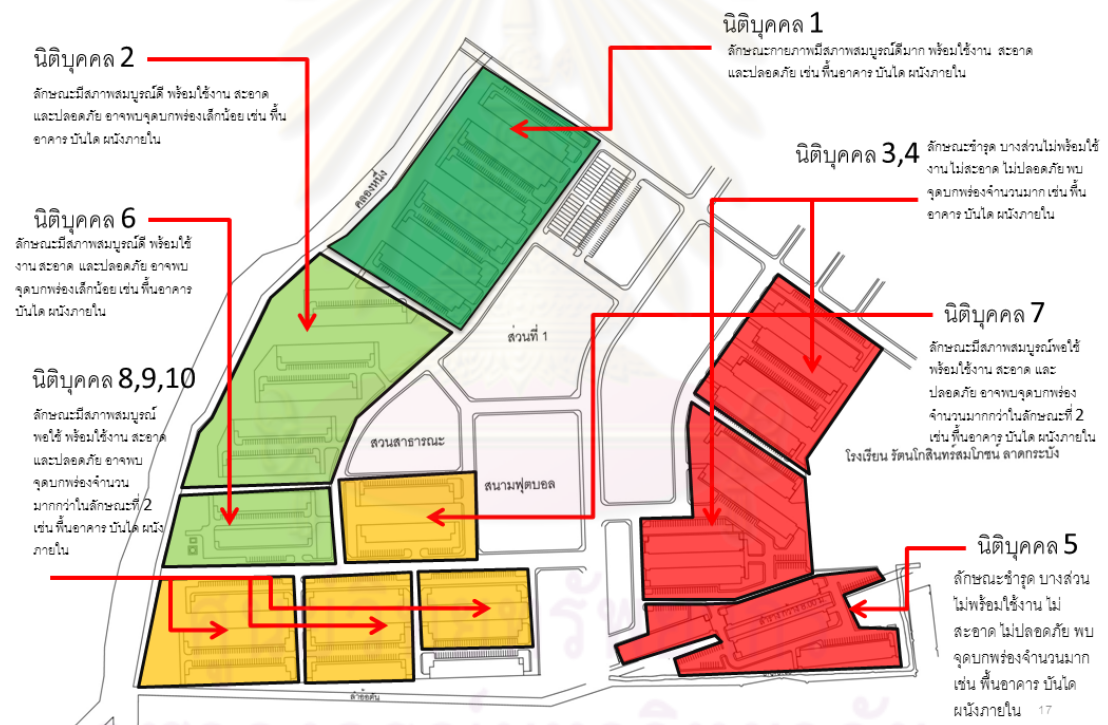 นิติบุคคล 1
ลักษณะกายภาพมีสภาพสมบูรณ์ดีมาก พร้อมใช้งาน สะอาด
และปลอดภัย เช่น พื้นอาคาร บันได ผนังภายใน
นิติบุคคล 2
ลักษณะมีสภาพสมบูรณ์ดี พร้อมใช้งาน สะอาด
และปลอดภัย อาจพบจุดบกพร่องเล็กน้อย เช่น พื้น
อาคาร บันได ผนังภายใน
นิติบุคคล 3,4
ลักษณะชำรุด บางส่วนไม่พร้อมใช้
งาน ไม่สะอาด ไม่ปลอดภัย พบ
จุดบกพร่องจำนวนมาก เช่น พื้น
อาคาร บันได ผนังภายใน
คลองหนึ่ง
นิติบุคคล 6
ลักษณะมีสภาพสมบูรณ์ดี พร้อมใช้
งาน สะอาด และปลอดภัย อาจพบ
จุดบกพร่องเล็กน้อย เช่น พื้นอาคาร
บันได ผนังภายใน
นิติบุคคล 7
ลักษณะมีสภาพสมบูรณ์พอใช้
พร้อมใช้งาน สะอาด และ
ปลอดภัย อาจพบจุดบกพร่อง
จำนวนมากกว่าในลักษณะที่ 2
เช่น พื้นอาคาร บันได ผนังภายใน
ส่วนที่ 1
นิติบุคคล 8,9,10
ลักษณะมีสภาพสมบูรณ์
พอใช้ พร้อมใช้งาน สะอาด
และปลอดภัย อาจพบ
จุดบกพร่องจำนวน
มากกว่าในลักษณะที่ 2
เช่น พื้นอาคาร บันได ผนัง
ภายใน
สวนสาธารณะ
โรงเรียน รัตนโกสินทร์สมโภชน์ ลาดกระบัง
สนามฟุตบอล
นิติบุคคล 5
ลักษณะชำรุด บางส่วน
ไม่พร้อมใช้งาน ไม่
สะอาด ไม่ปลอดภัย พบ
จุดบกพร่องจำนวนมาก
เช่น พื้นอาคาร บันได
ผนังภายใน
17